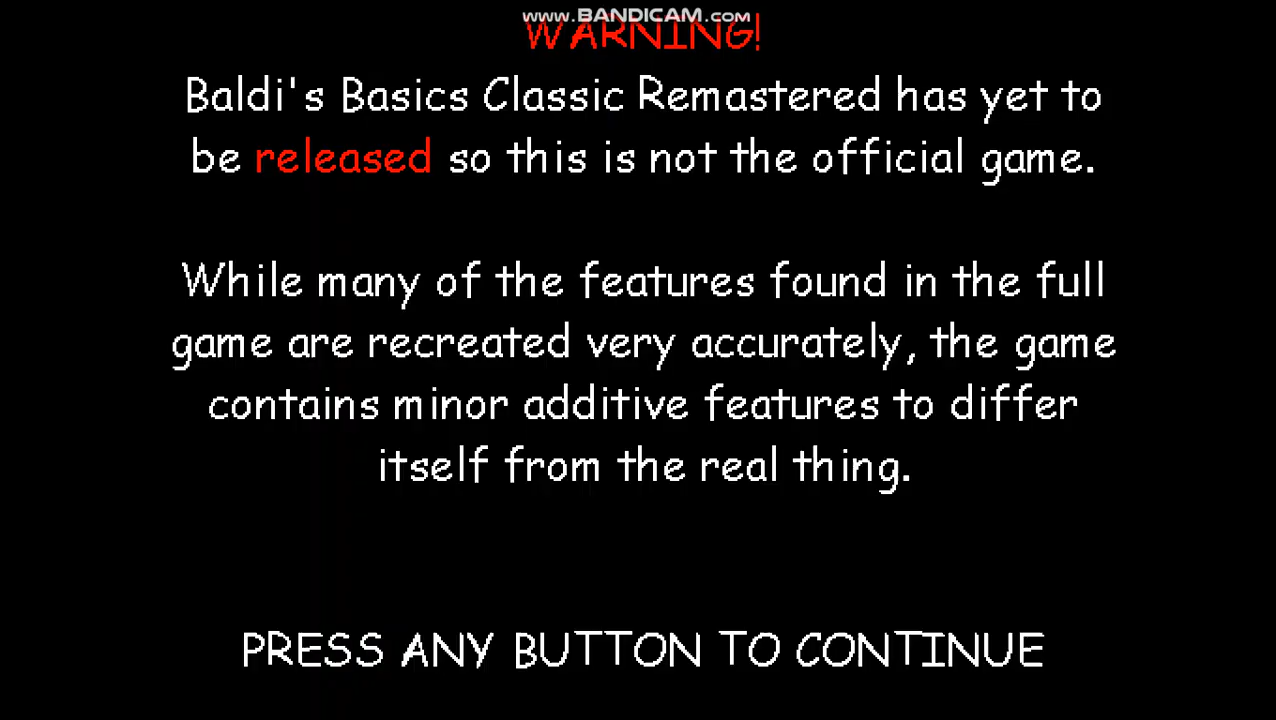 www.BANDICAM.com
WARNING!
Baldi's Basics Classic Remastered has yet to
be released so this is not the official game.
While many of the features found in the full
game are recreated very accurately, the game
contains minor additive features to differ
itself from the real thing.
PRESS ANY BUTTON TO CONTINUE